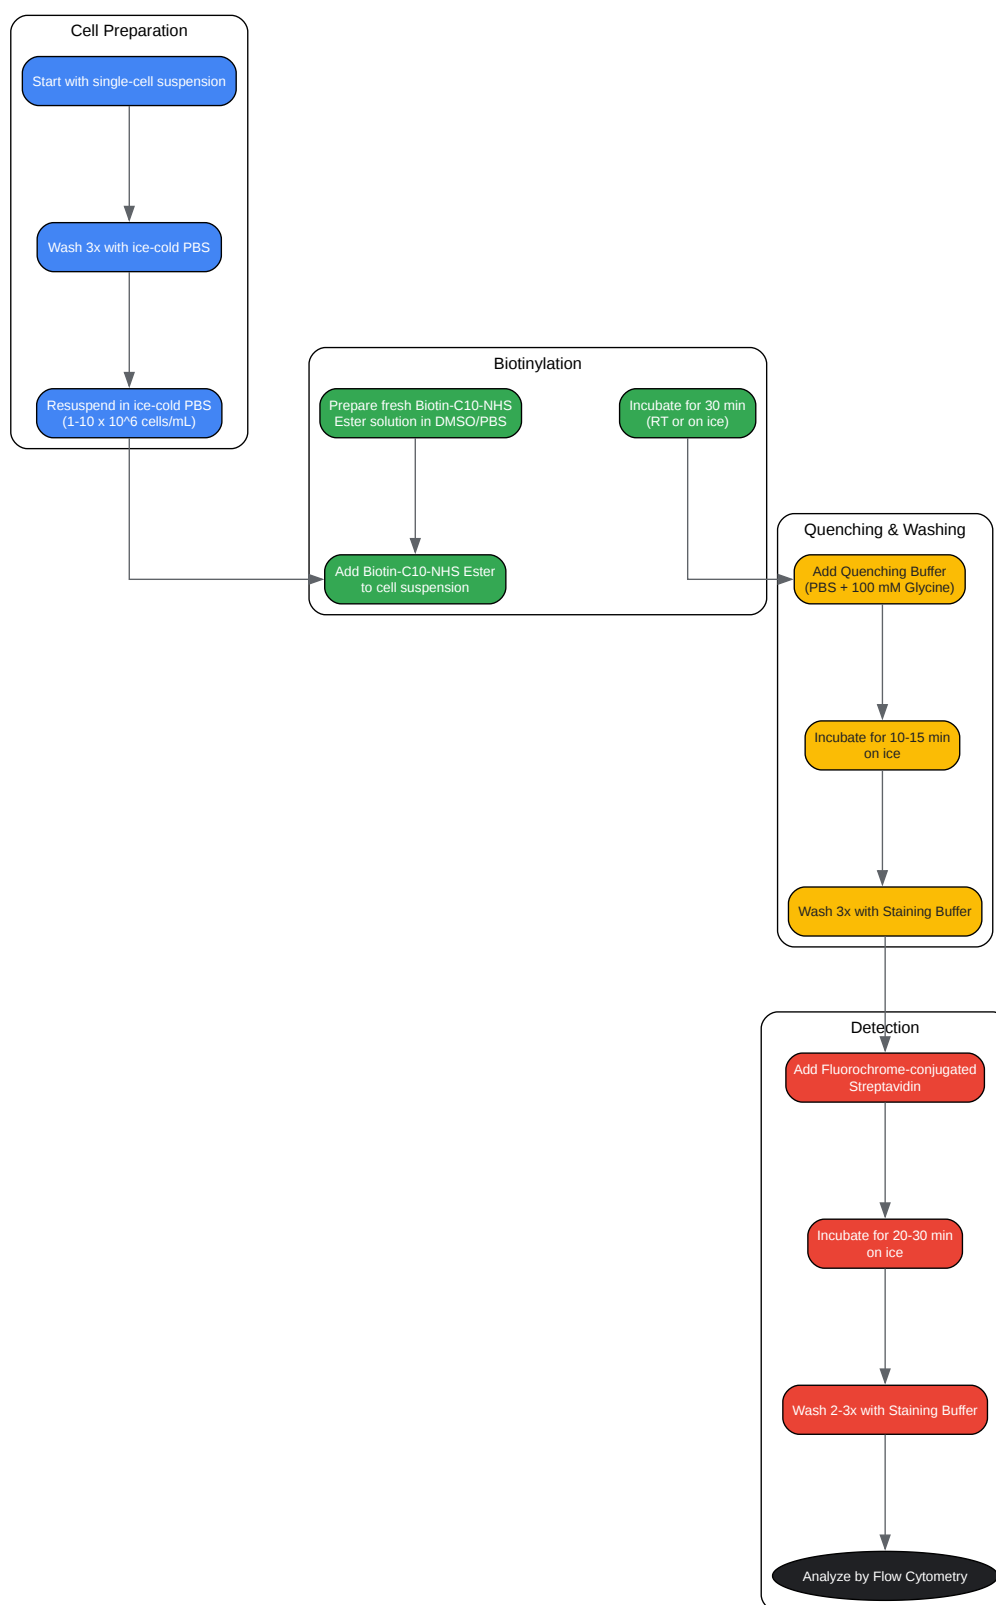 Cell Preparation
Start with single-cell suspension
Wash 3x with ice-cold PBS
Resuspend in ice-cold PBS
(1-10 x 10^6 cells/mL)
Biotinylation
Prepare fresh Biotin-C10-NHS
Ester solution in DMSO/PBS
Incubate for 30 min
(RT or on ice)
Add Biotin-C10-NHS Ester
to cell suspension
Quenching & Washing
Add Quenching Buffer
(PBS + 100 mM Glycine)
Incubate for 10-15 min
on ice
Wash 3x with Staining Buffer
Detection
Add Fluorochrome-conjugated
Streptavidin
Incubate for 20-30 min
on ice
Wash 2-3x with Staining Buffer
Analyze by Flow Cytometry